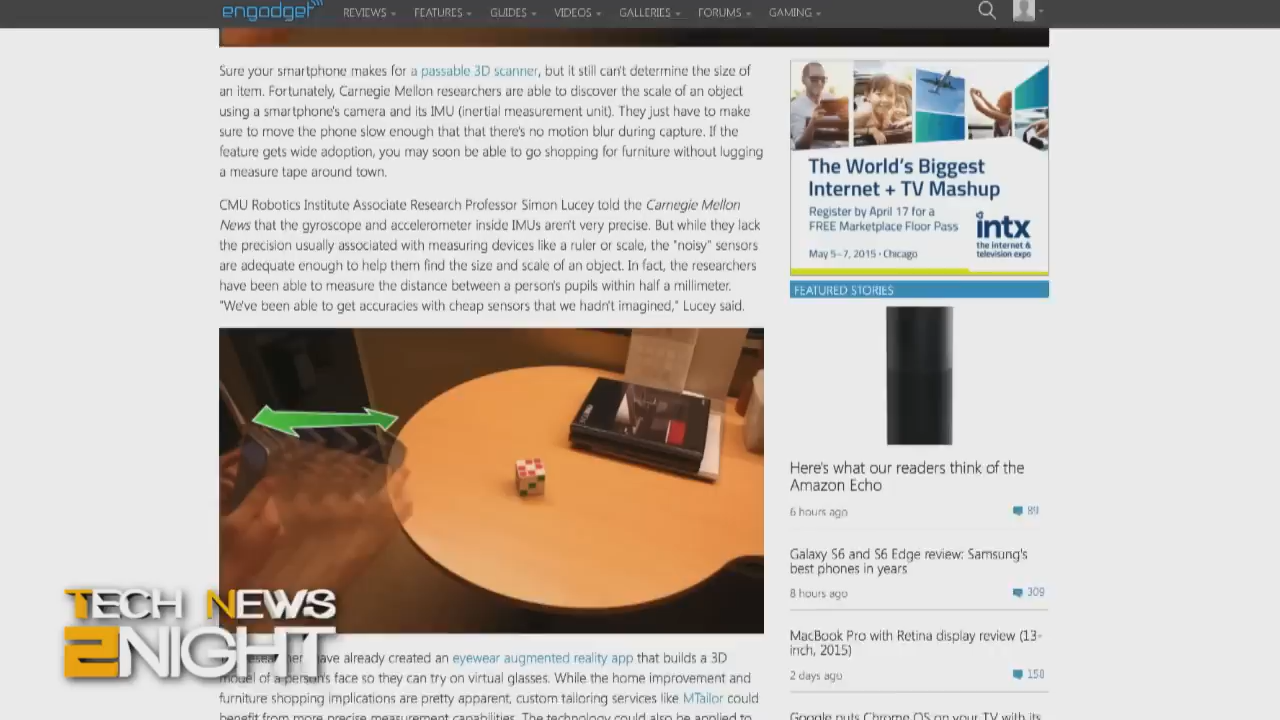 engadget
REVIEWS
FEATURES
GUIDES
VIDEOS
GALLERIES
FORUMS
GAMING
Sure your smartphone makes for a passable 3D scanner, but it still can't determine the size of
an item. Fortunately, Carnegie Mellon researchers are able to discover the scale of an object
using a smartphone's camera and its IMU (inertial measurement unit). They just have to make
sure to move the phone slow enough that that there's no motion blur during capture. If the
feature gets wide adoption, you may soon be able to go shopping for furniture without lugging
a measure tape around town.
CMU Robotics Institute Associate Research Professor Simon Lucey told the Carnegie Mellon
News that the gyroscope and accelerometer inside IMUs aren't very precise. But while they lack
the precision usually associated with measuring devices like a ruler or scale, the "noisy" sensors
are adequate enough to help them find the size and scale of an object. In fact, the researchers
have been able to measure the distance between a person's pupils within half a millimeter.
"We've been able to get accuracies with cheap sensors that we hadn't imagined," Lucey said.
have already created an eyewear augmented reality app that builds a 3D
model of a person's face so they can try on virtual glasses. While the home improvement and
furniture shopping implications are pretty apparent, custom tailoring services like MTailor could
benefit from more precise measurement capabilities. The technology could also be applied to
The World's Biggest
Internet + TV Mashup
Register by April 17 for a
FREE Marketplace Floor Pass
May 5–7, 2015 · Chicago
intx
the internet &
television expo
FEATURED STORIES
Here's what our readers think of the
Amazon Echo
6 hours ago 89
Galaxy S6 and S6 Edge review: Samsung's
best phones in years
8 hours ago 309
MacBook Pro with Retina display review (13-
inch, 2015)
2 days ago 158
Google puts Chrome OS on your TV with its
TECH NEWS
2NIGHT